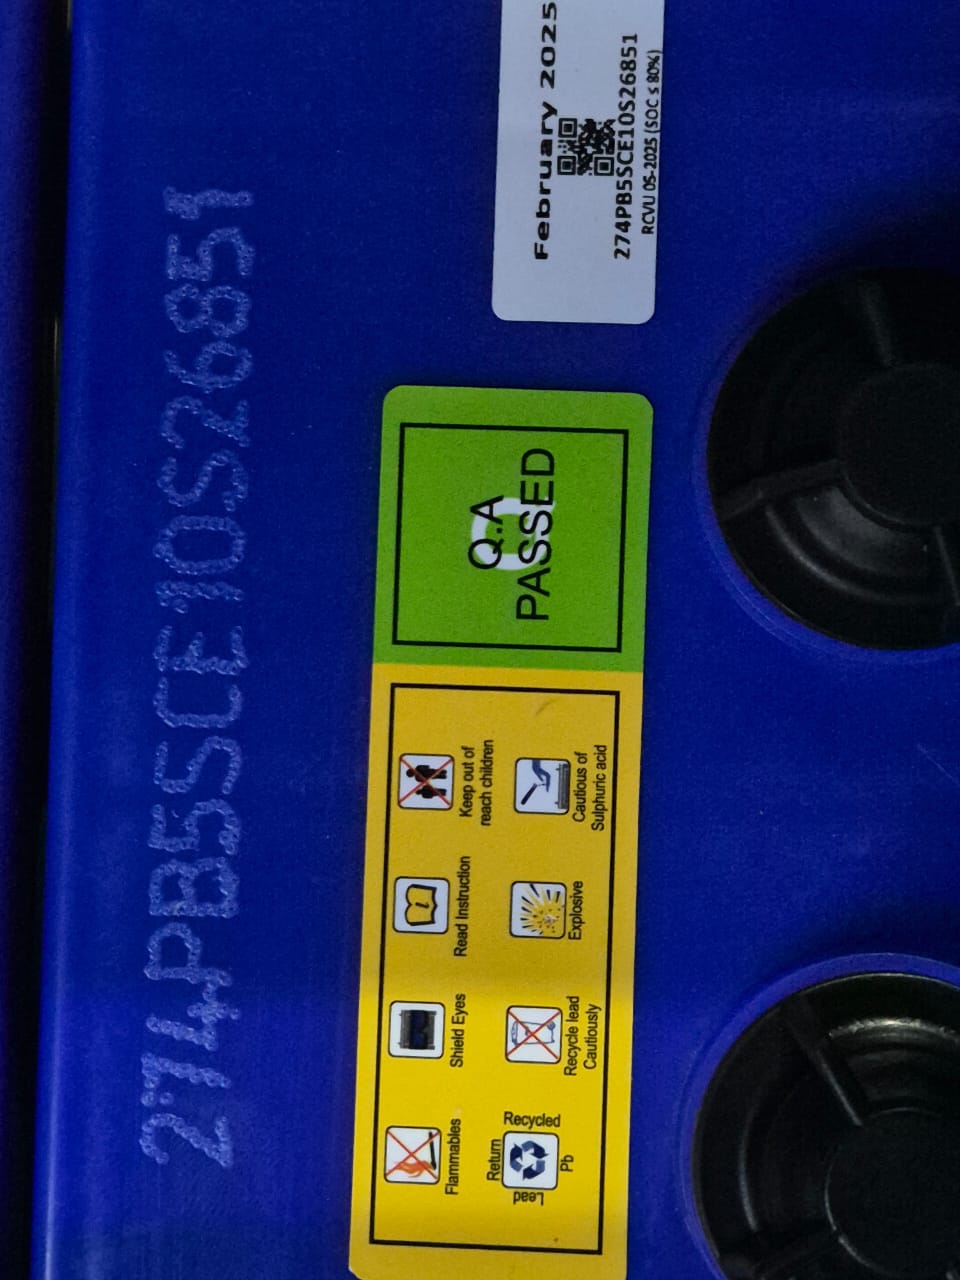 274PB5SCE10S26851
Flammables
Shield Eyes
Read Instruction
Keep out of
reach children
Return
Lead
Recycled
Pb
Recycle lead
Cautiously
Explosive
Cautious of
Sulphuric acid
Q.A
PASSED
February 2025
274PB5SCE10S26851
RCVU 05-2025 (SOC ≤ 80%)